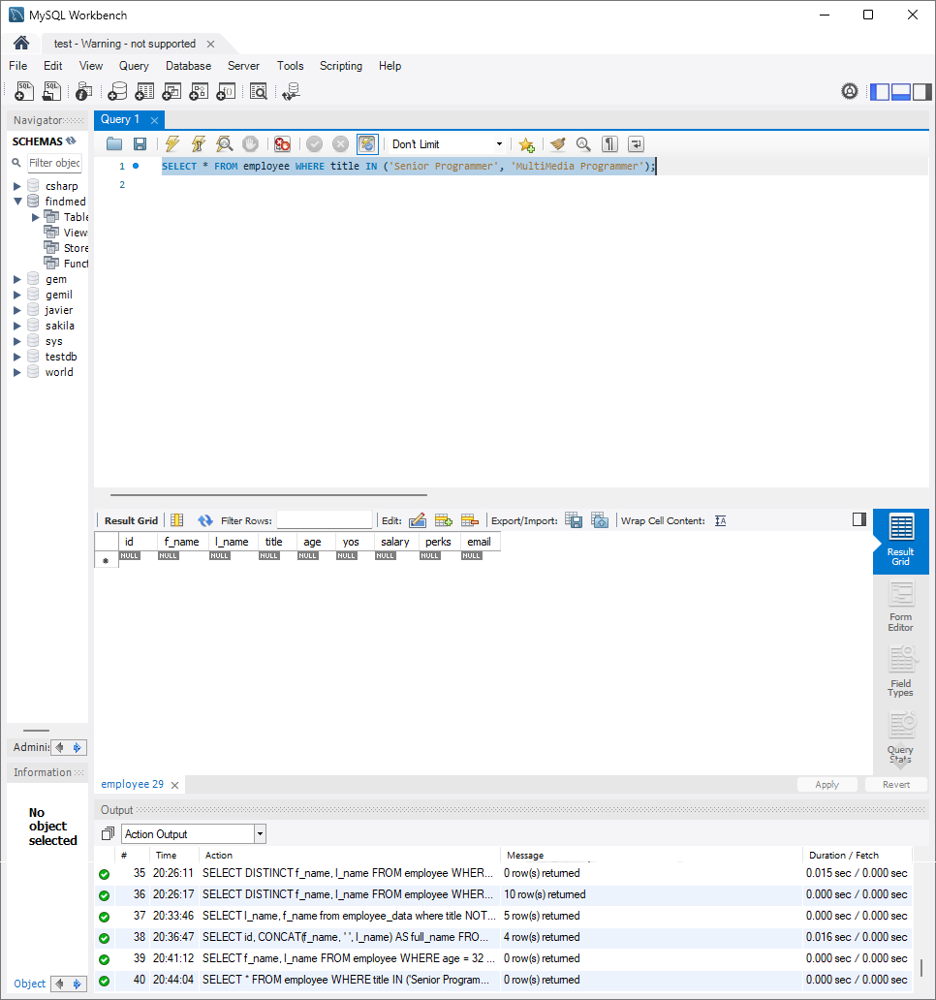 MySQL Workbench
test - Warning - not supported
File Edit View Query Database Server Tools Scripting Help
Navigator
Query 1
SCHEMAS
Don't Limit
Filter objec
1 SELECT * FROM employee WHERE title IN ('Senior Programmer', 'MultiMedia Programmer');
2
csharp
findmed
Table
Views
Store
Funct
gem
gemil
javier
sakila
sys
testdb
world
Result Grid Filter Rows: Edit: Export/Import: Wrap Cell Content:
id f_name l_name title age yos salary perks email
NULL NULL NULL NULL NULL NULL NULL NULL NULL
Result
Grid
Form
Editor
Field
Types
Query
Stats
Adminis
Information
No
object
selected
Object
employee 29
Apply Revert
Output
Action Output
# Time Action Message Duration / Fetch
35 20:26:11 SELECT DISTINCT f_name, l_name FROM employee WHER... 0 row(s) returned 0.015 sec / 0.000 sec
36 20:26:17 SELECT DISTINCT f_name, l_name FROM employee WHER... 10 row(s) returned 0.000 sec / 0.000 sec
37 20:33:46 SELECT l_name, f_name from employee_data where title NOT... 5 row(s) returned 0.000 sec / 0.000 sec
38 20:36:47 SELECT id, CONCAT(f_name, ' ', l_name) AS full_name FRO... 4 row(s) returned 0.016 sec / 0.000 sec
39 20:41:12 SELECT f_name, l_name FROM employee WHERE age = 32 ... 0 row(s) returned 0.000 sec / 0.000 sec
40 20:44:04 SELECT * FROM employee WHERE title IN ('Senior Program... 0 row(s) returned 0.000 sec / 0.000 sec